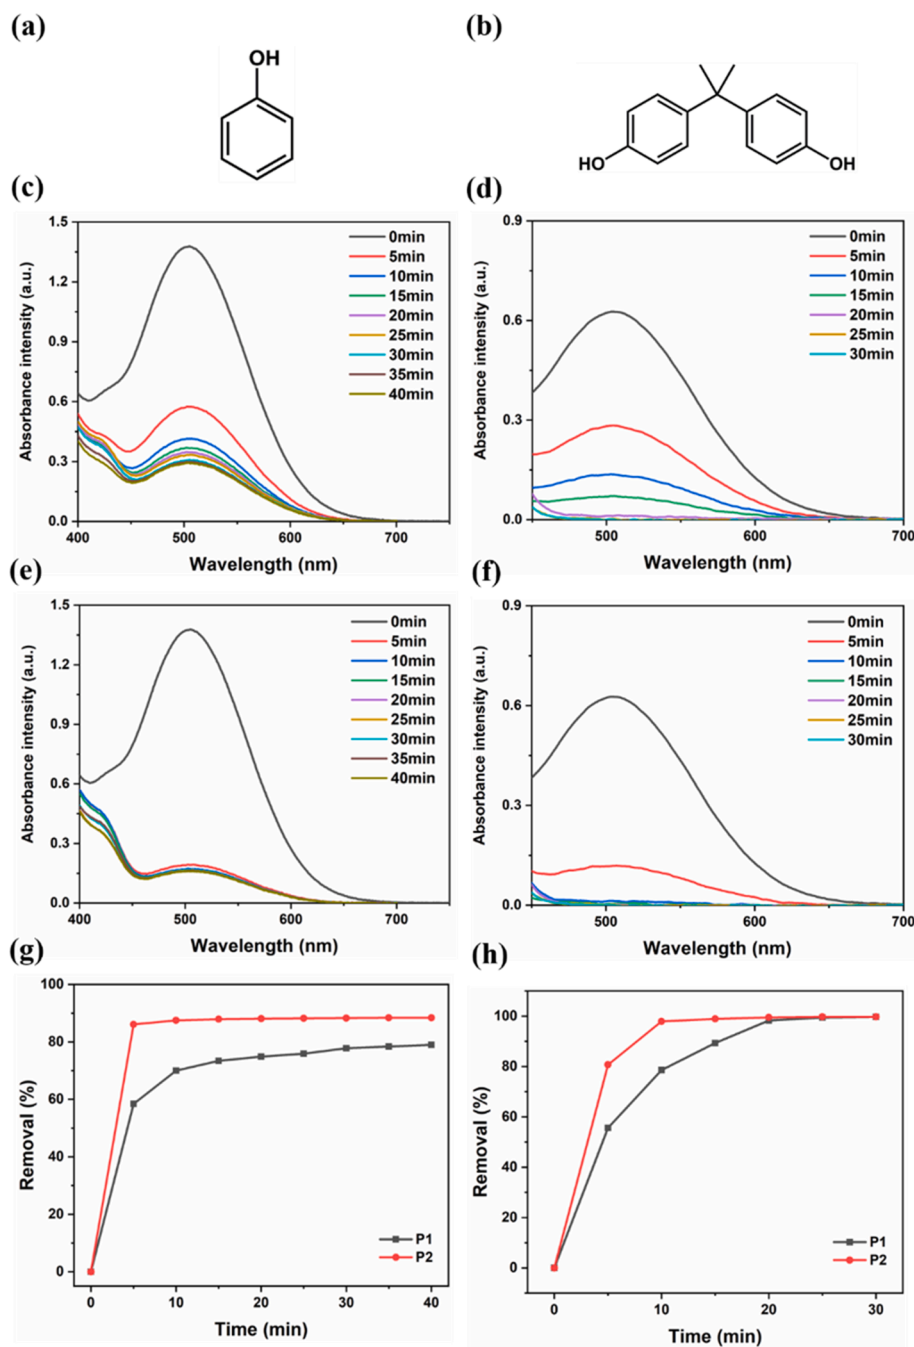 (a)
(b)
OH
HO
OH
(c)
(d)
1.5
1.2
0.9
0.6
0.3
0.0
400
500
600
700
Absorbance intensity (a.u.)
Wavelength (nm)
0min
5min
10min
15min
20min
25min
30min
35min
40min
0.9
0.6
0.3
0.0
500
600
700
Absorbance intensity (a.u.)
Wavelength (nm)
0min
5min
10min
15min
20min
25min
30min
(e)
(f)
1.5
1.2
0.9
0.6
0.3
0.0
400
500
600
700
Absorbance intensity (a.u.)
Wavelength (nm)
0min
5min
10min
15min
20min
25min
30min
35min
40min
0.9
0.6
0.3
0.0
500
600
700
Absorbance intensity (a.u.)
Wavelength (nm)
0min
5min
10min
15min
20min
25min
30min
(g)
(h)
100
80
60
40
20
0
0
10
20
30
40
Removal (%)
Time (min)
P1
P2
100
80
60
40
20
0
0
10
20
30
Removal (%)
Time (min)
P1
P2